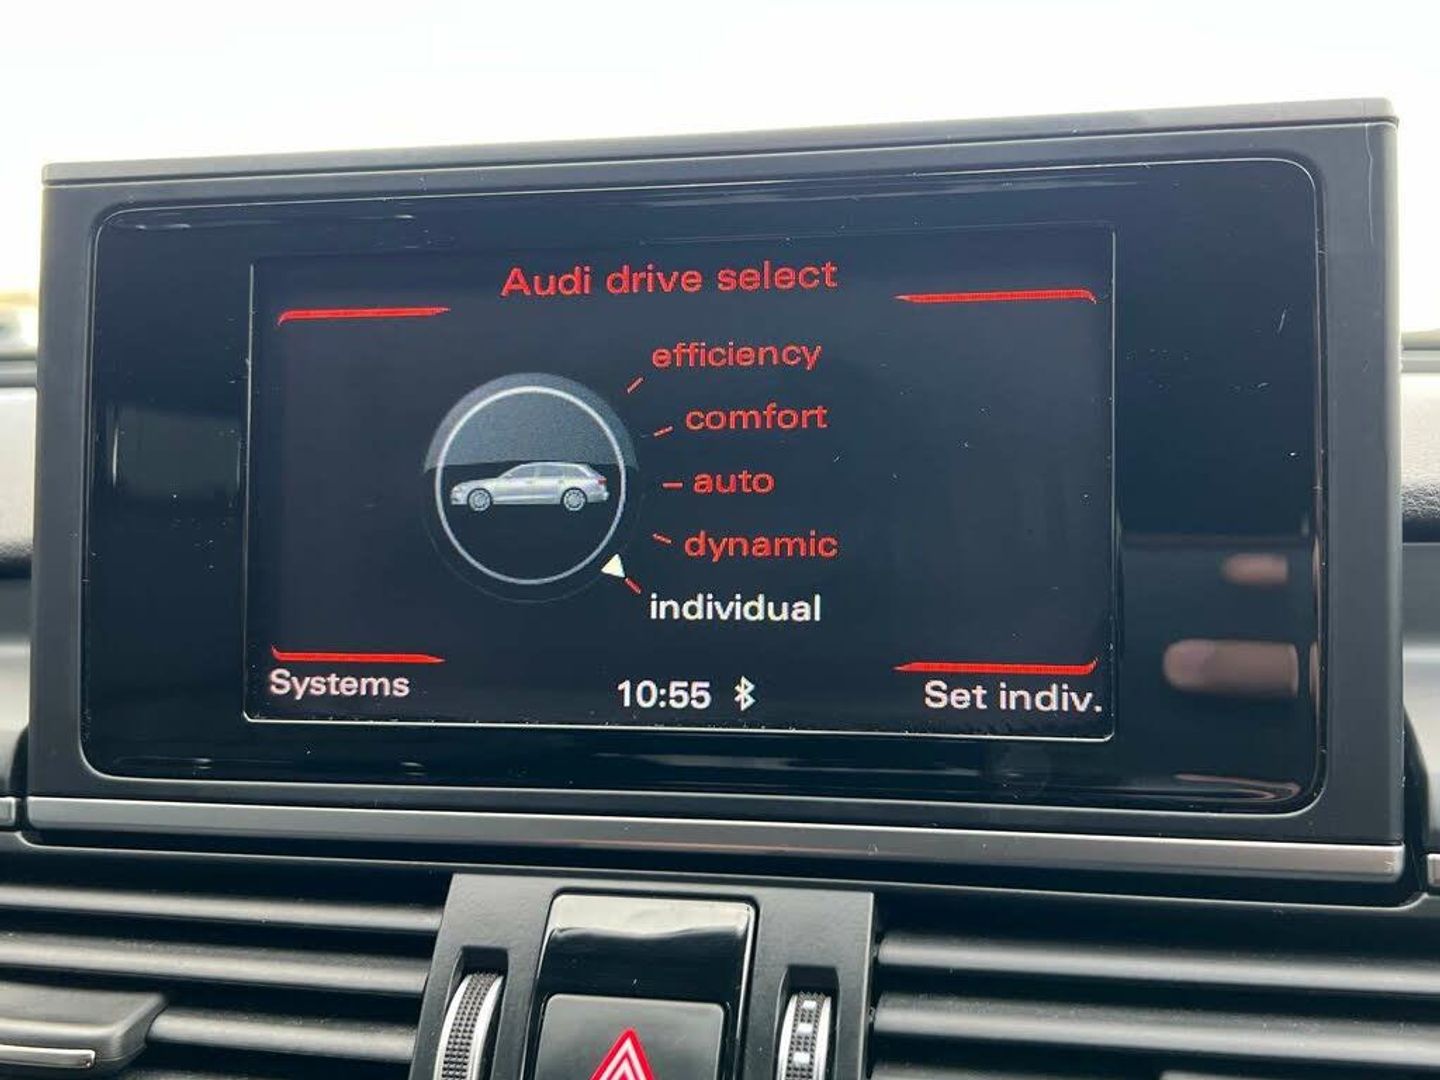 Audi drive select
efficiency
comfort
auto
dynamic
individual
Systems
10:55
Set indiv.